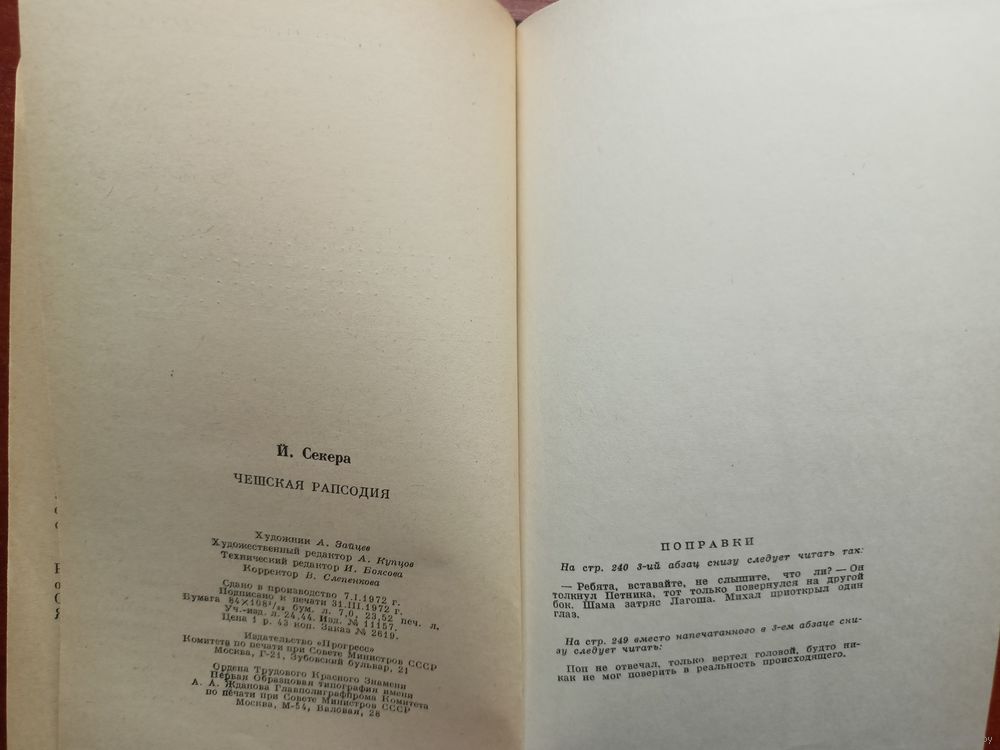 Й. Секера
ЧЕШСКАЯ РАПСОДИЯ
Художник А. Зайцев
Художественный редактор А. Купцов
Технический редактор И. Боясова
Корректор В. Слепенкова
Сдано в производство 7.I.1972 г.
Подписано к печати 31.III.1972 г.
Бумага 84×108¹/₃₂ бум. л. 7,0, 23,52 печ. л.
Уч.-изд. л. 24,44. Изд. № 11157.
Цена 1 р. 43 коп. Заказ № 2619.
Издательство «Прогресс»
Комитета по печати при Совете Министров СССР
Москва, Г-21, Зубовский бульвар, 21
Ордена Трудового Красного Знамени
Первая Образцовая типография имени
А. А. Жданова Главполиграфпрома Комитета
по печати при Совете Министров СССР
Москва, М-54, Валовая, 28
ПОПРАВКИ
На стр. 240 3-ий абзац снизу следует читать так:
— Ребята, вставайте, не слышите, что ли? — Он
толкнул Петника, тот только повернулся на другой
бок. Шама затряс Лагоша. Михал приоткрыл один
глаз.
На стр. 249 вместо напечатанного в 3-ем абзаце сни-
зу следует читать:
Поп не отвечал, только вертел головой, будто ни-
как не мог поверить в реальность происходящего.